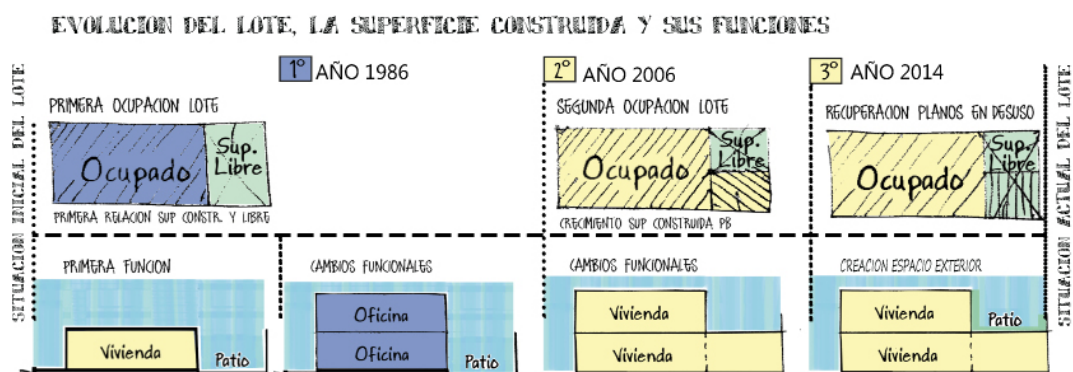 EVOLUCION DEL LOTE, LA SUPERFICIE CONSTRUIDA Y SUS FUNCIONES
SITUACION INICIAL DEL LOTE
1º AÑO 1986
2º AÑO 2006
3º AÑO 2014
PRIMERA OCUPACION LOTE
SEGUNDA OCUPACION LOTE
RECUPERACION PLANOS EN DESUSO
Ocupado
Sup.
Libre
Ocupado
Sup.
Libre
Ocupado
Sup.
Libre
PRIMERA RELACION SUP CONSTR. Y LIBRE
CRECIMIENTO SUP CONSTRUIDA PB
PRIMERA FUNCION
CAMBIOS FUNCIONALES
CAMBIOS FUNCIONALES
CREACION ESPACIO EXTERIOR
Vivienda
Patio
Oficina
Oficina
Patio
Vivienda
Vivienda
Vivienda
Patio
Vivienda
SITUACION ACTUAL DEL LOTE